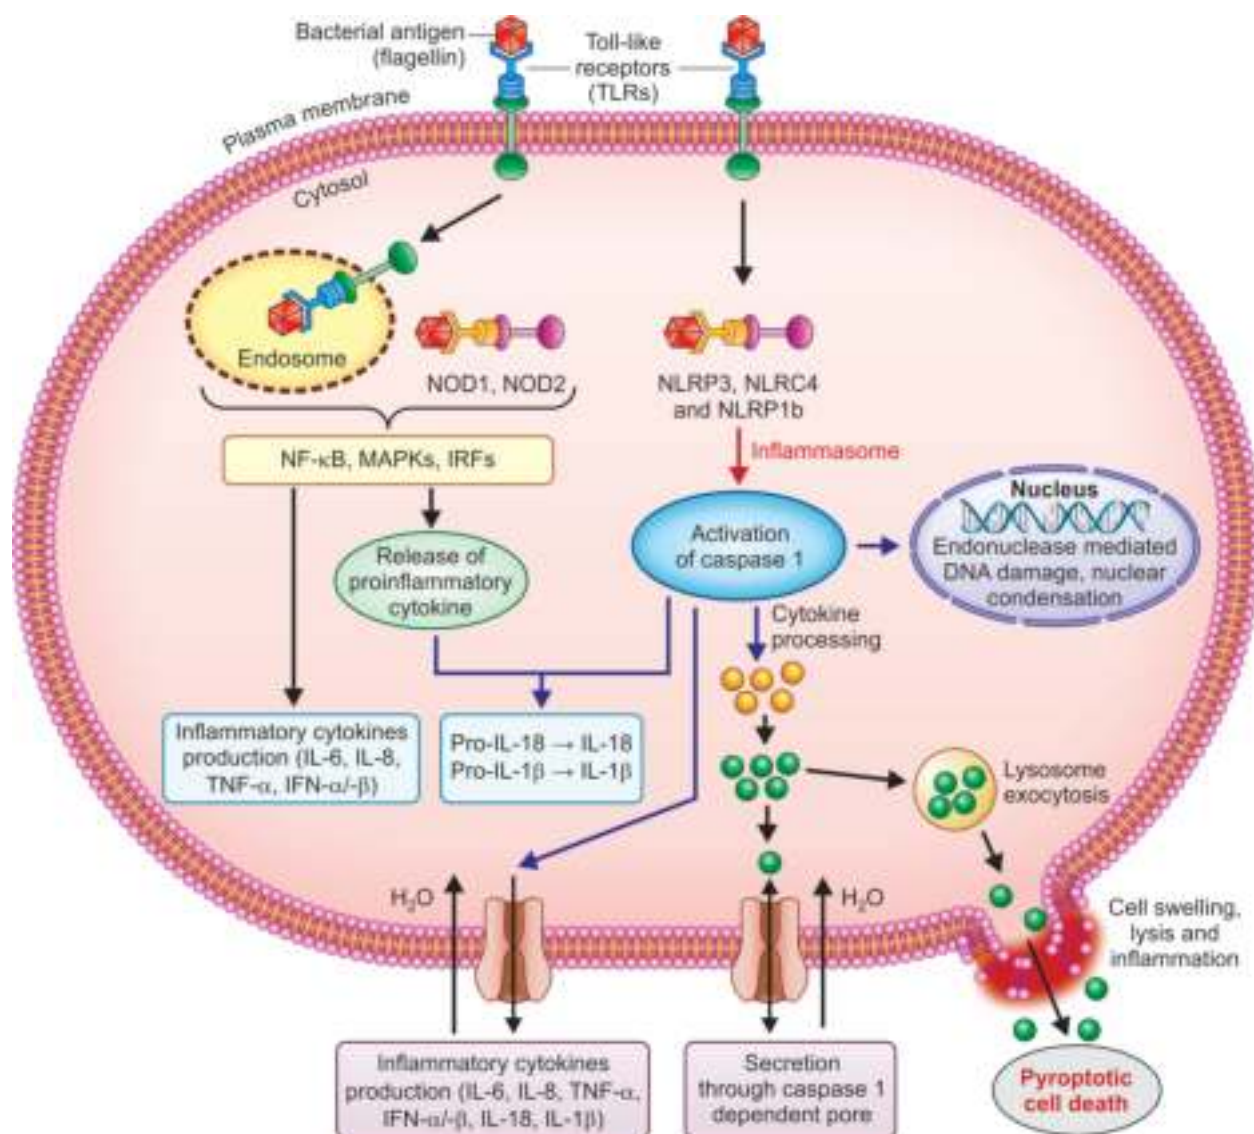 Bacterial antigen
(flagellin)
Toll-like
receptors
(TLRs)
Plasma membrane
Cytosol
Endosome
NOD1, NOD2
NLRP3, NLRC4
and NLRP1b
NF-κB, MAPKs, IRFs
Inflammasome
Nucleus
Endonuclease mediated
DNA damage, nuclear
condensation
Activation
of caspase 1
Release of
proinflammatory
cytokine
Cytokine
processing
Inflammatory cytokines
production (IL-6, IL-8,
TNF-α, IFN-α/-β)
Pro-IL-18 → IL-18
Pro-IL-1β → IL-1β
Lysosome
exocytosis
H₂O
H₂O
Cell swelling,
lysis and
inflammation
Inflammatory cytokines
production (IL-6, IL-8, TNF-α,
IFN-α/-β, IL-18, IL-1β)
Secretion
through caspase 1
dependent pore
Pyroptotic
cell death